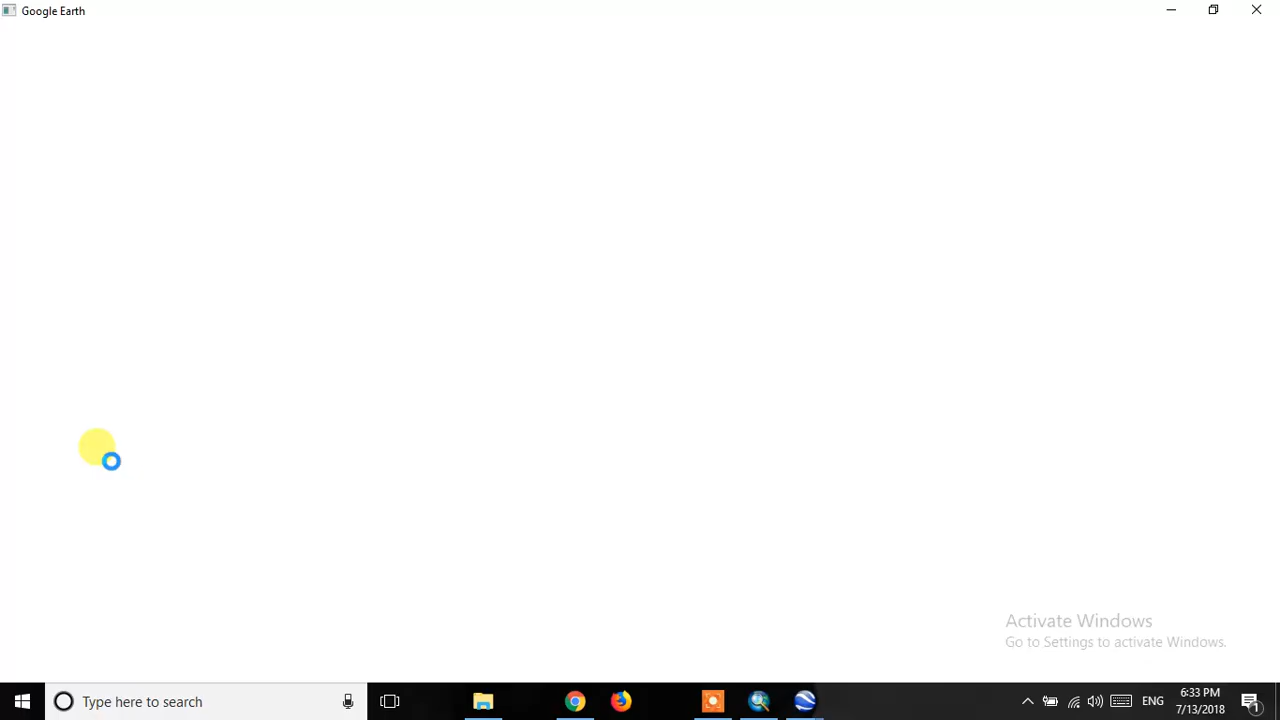 Google Earth
Activate Windows
Go to Settings to activate Windows.
Type here to search
ENG
6:33 PM
7/13/2018
1